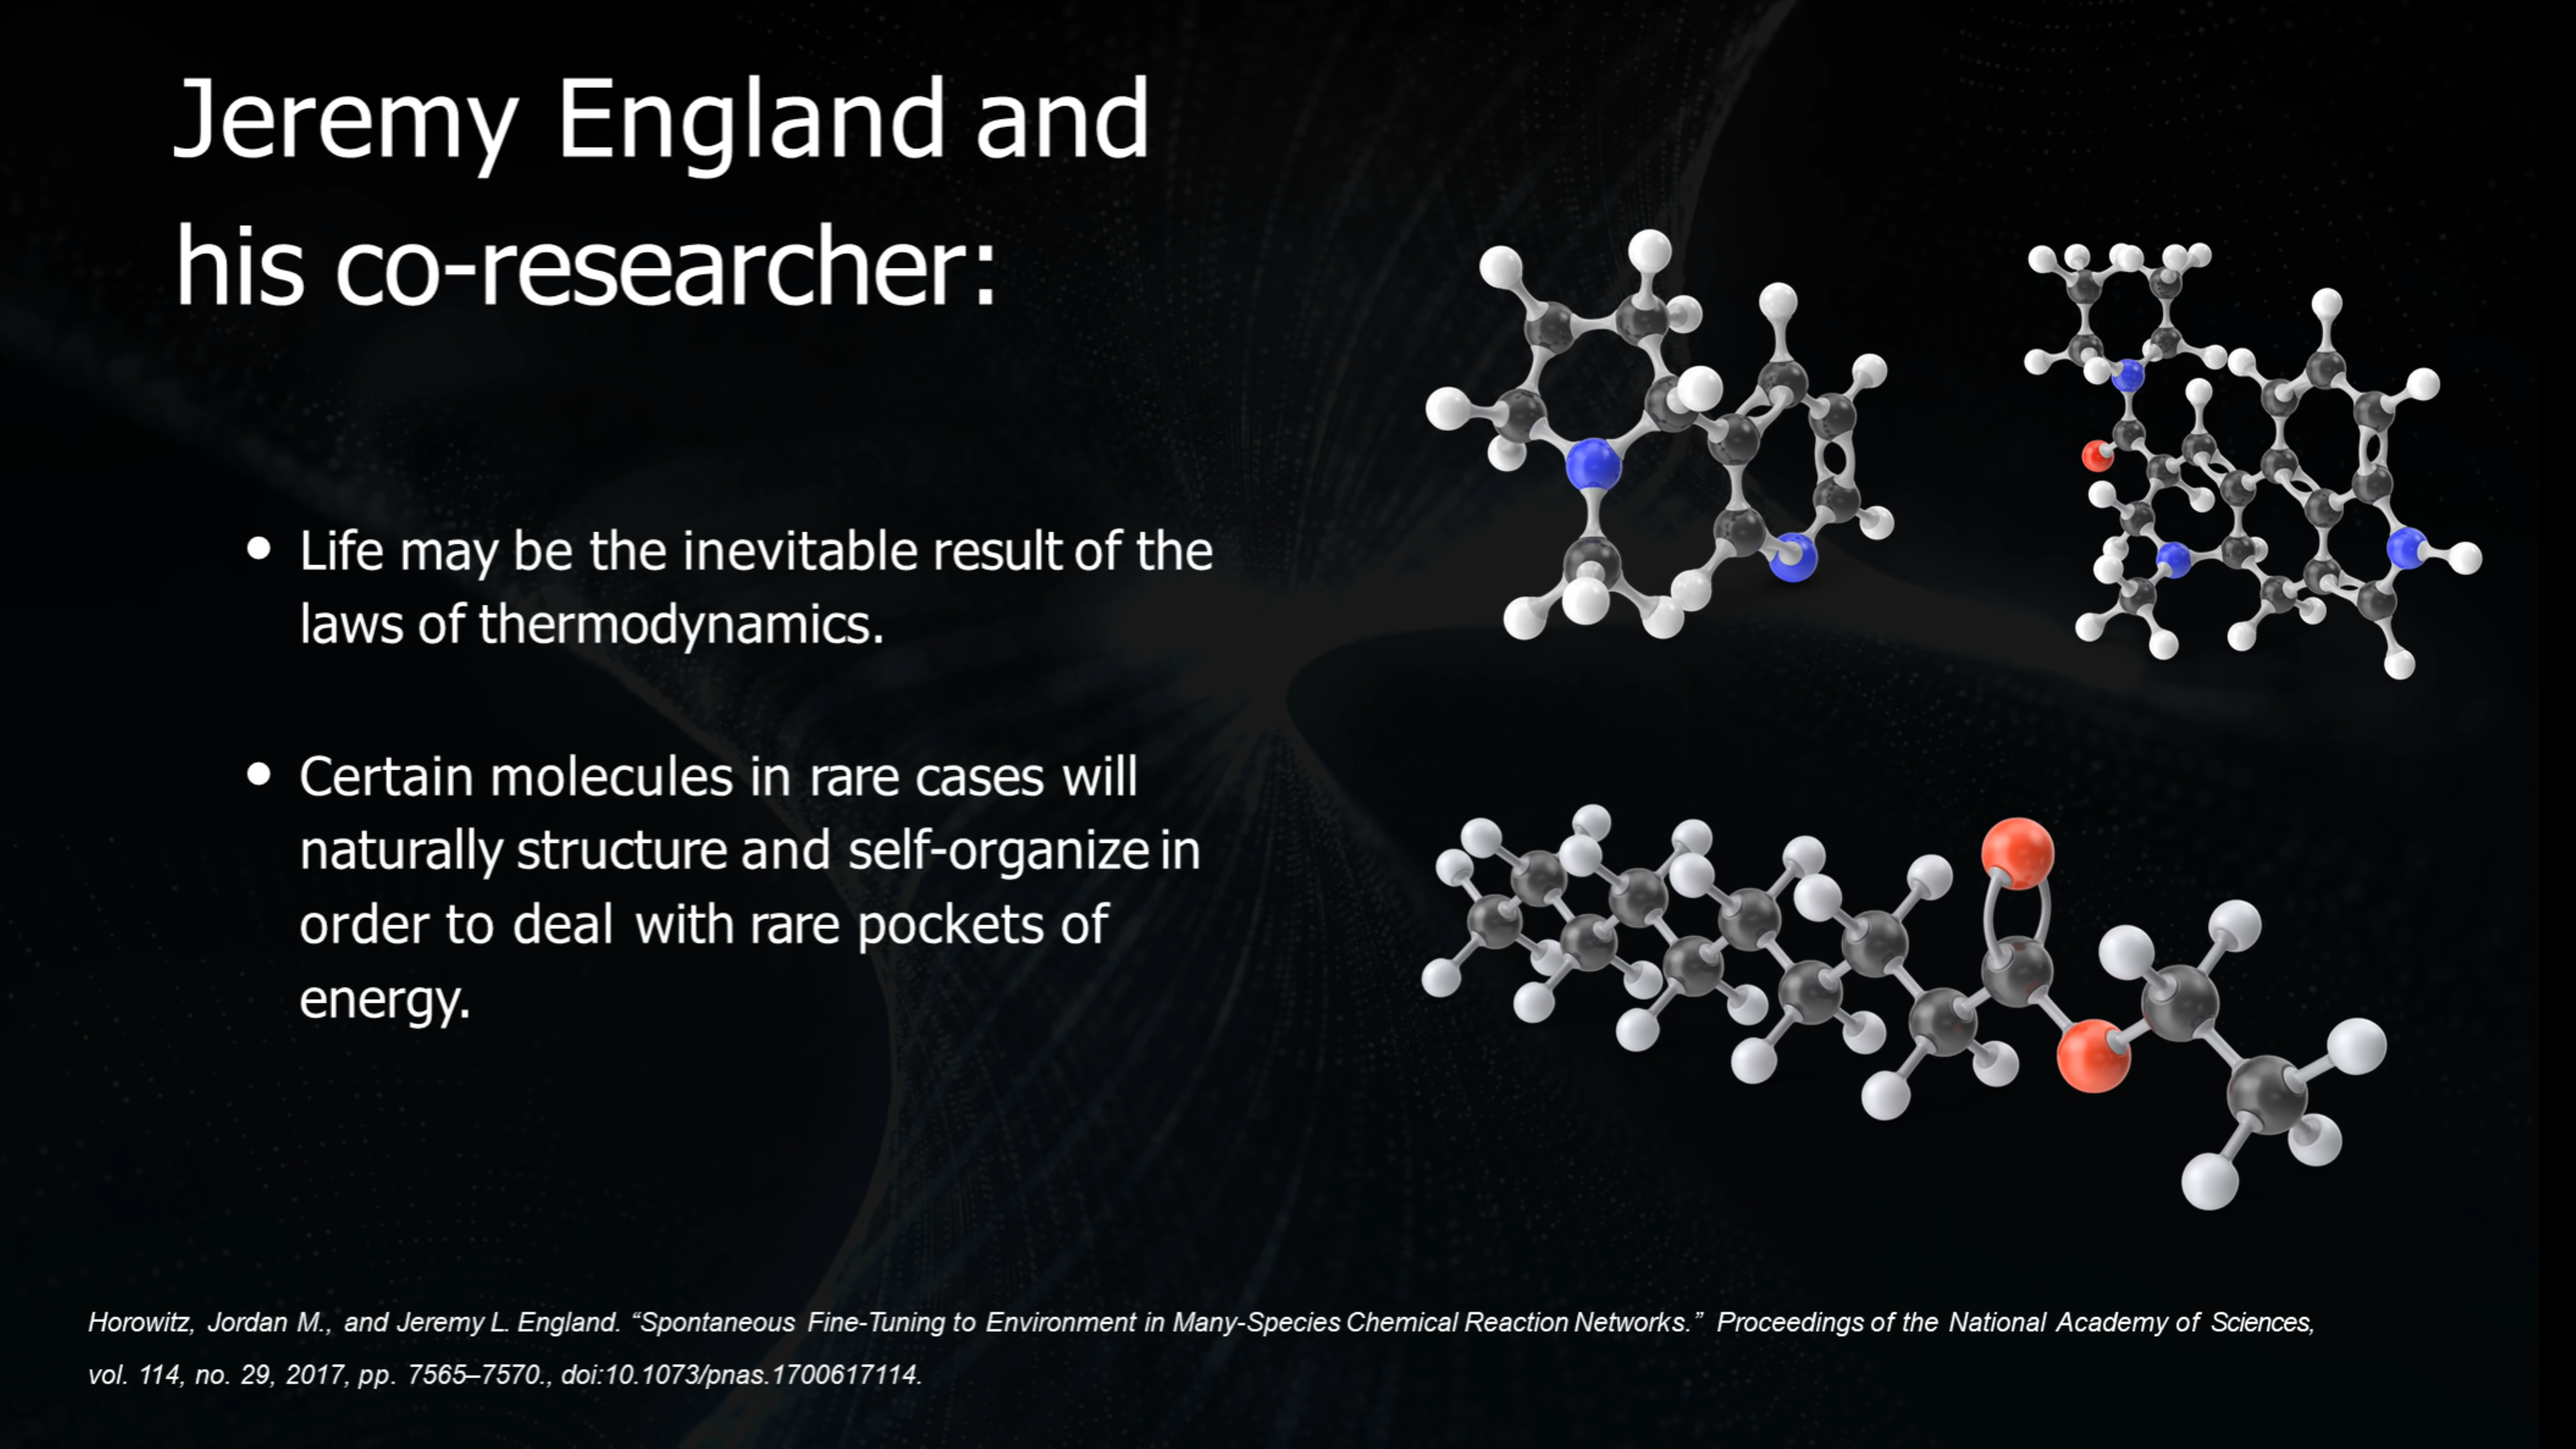 Jeremy England and
his co-researcher:
• Life may be the inevitable result of the
laws of thermodynamics.
• Certain molecules in rare cases will
naturally structure and self-organize in
order to deal with rare pockets of
energy.
Horowitz, Jordan M., and Jeremy L. England. “Spontaneous Fine-Tuning to Environment in Many-Species Chemical Reaction Networks.” Proceedings of the National Academy of Sciences,
vol. 114, no. 29, 2017, pp. 7565–7570., doi:10.1073/pnas.1700617114.